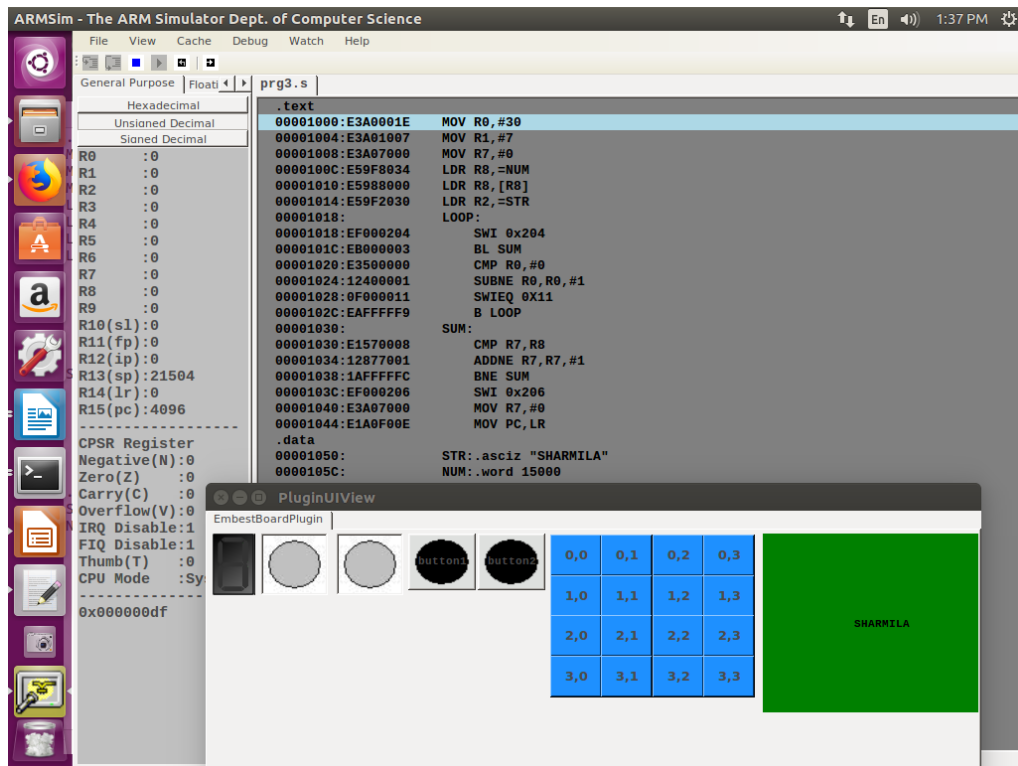 ARMSim - The ARM Simulator Dept. of Computer Science
En
1:37 PM
File View Cache Debug Watch Help
General Purpose
Floati
prg3.s
Hexadecimal
Unsigned Decimal
Signed Decimal
R0 :0
R1 :0
R2 :0
R3 :0
R4 :0
R5 :0
R6 :0
R7 :0
R8 :0
R9 :0
R10(sl):0
R11(fp):0
R12(ip):0
R13(sp):21504
R14(lr):0
R15(pc):4096
------------------
CPSR Register
Negative(N):0
Zero(Z) :0
Carry(C) :0
Overflow(V):0
IRQ Disable:1
FIQ Disable:1
Thumb(T) :0
CPU Mode :Sy
--------------
0x000000df
.text
00001000:E3A0001E MOV R0,#30
00001004:E3A01007 MOV R1,#7
00001008:E3A07000 MOV R7,#0
0000100C:E59F8034 LDR R8,=NUM
00001010:E5988000 LDR R8,[R8]
00001014:E59F2030 LDR R2,=STR
00001018: LOOP:
00001018:EF000204 SWI 0x204
0000101C:EB000003 BL SUM
00001020:E3500000 CMP R0,#0
00001024:12400001 SUBNE R0,R0,#1
00001028:0F000011 SWIEQ 0X11
0000102C:EAFFFFF9 B LOOP
00001030: SUM:
00001030:E1570008 CMP R7,R8
00001034:12877001 ADDNE R7,R7,#1
00001038:1AFFFFFC BNE SUM
0000103C:EF000206 SWI 0x206
00001040:E3A07000 MOV R7,#0
00001044:E1A0F00E MOV PC,LR
.data
00001050: STR:.asciz "SHARMILA"
0000105C: NUM:.word 15000
PluginUIView
EmbestBoardPlugin
button1 button2
0,0 0,1 0,2 0,3
1,0 1,1 1,2 1,3
2,0 2,1 2,2 2,3
3,0 3,1 3,2 3,3
SHARMILA